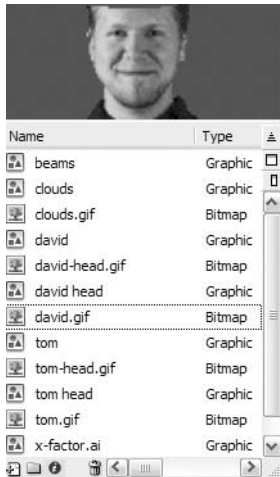 Name Type
beams Graphic
clouds Graphic
clouds.gif Bitmap
david Graphic
david-head.gif Bitmap
david head Graphic
david.gif Bitmap
tom Graphic
tom-head.gif Bitmap
tom head Graphic
tom.gif Bitmap
x-factor.ai Graphic